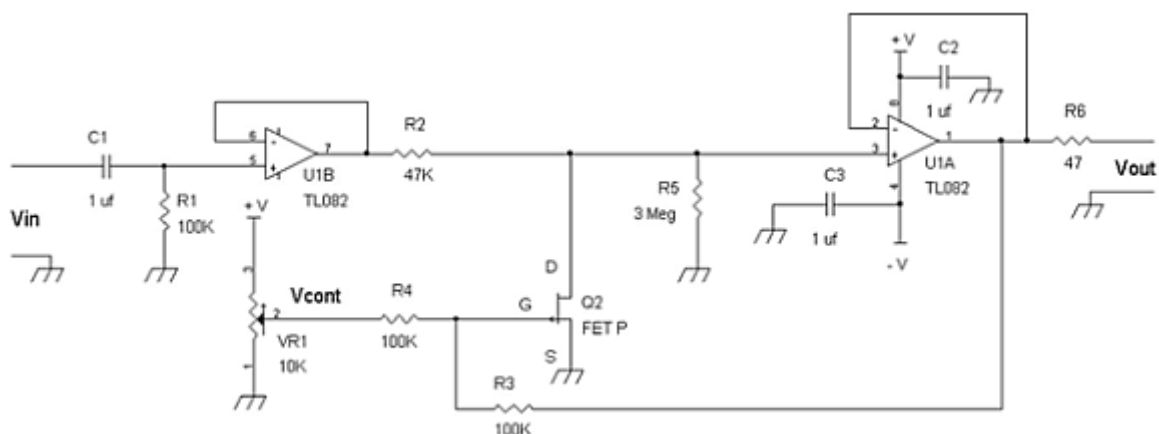 + V
C2
1 uf
8
R6
47
Vout
2
-
1
3
+
U1A
TL082
4
- V
C3
1 uf
C1
1 uf
R1
100K
Vin
6
-
7
5
+
U1B
TL082
R2
47K
R5
3 Meg
+ V
3
2
1
VR1
10K
Vcont
R4
100K
D
G
Q2
FET P
S
R3
100K